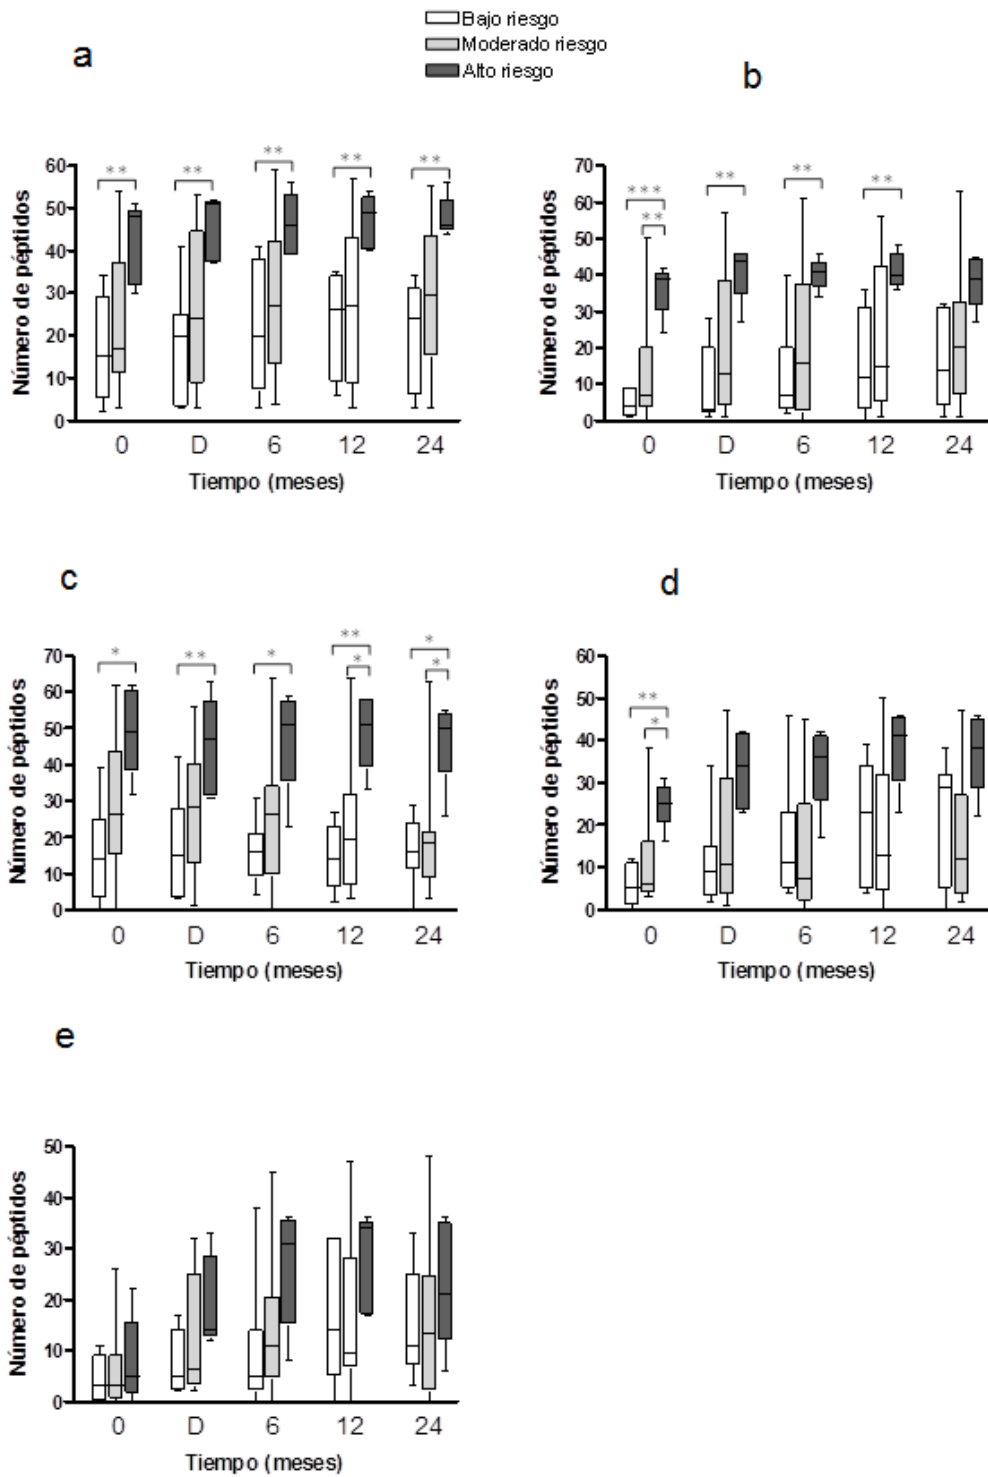 Bajo riesgo
Moderado riesgo
Alto riesgo
a
b
** ** ** ** **
*** ** ** ** **
Número de péptidos
60
50
40
30
20
10
0
0 D 6 12 24
Tiempo (meses)
Número de péptidos
70
60
50
40
30
20
10
0
0 D 6 12 24
Tiempo (meses)
c
d
* ** * ** * * *
** *
Número de péptidos
70
60
50
40
30
20
10
0
0 D 6 12 24
Tiempo (meses)
Número de péptidos
60
50
40
30
20
10
0
0 D 6 12 24
Tiempo (meses)
e
Número de péptidos
50
40
30
20
10
0
0 D 6 12 24
Tiempo (meses)